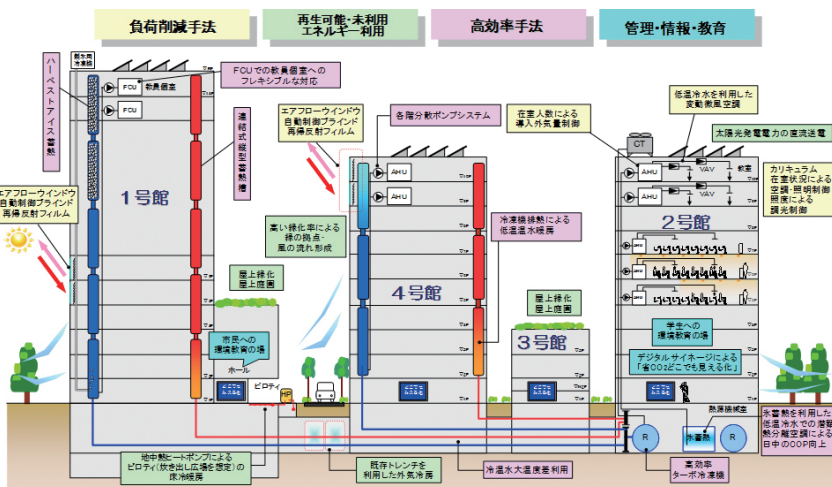 負荷削減手法
再生可能・未利用
エネルギー利用
高効率手法
管理・情報・教育
製氷用
冷凍機
ハーベストアイス蓄熱
FCU
教員個室
FCU
FCUでの教員個室への
フレキシブルな対応
連結式縦型蓄熱槽
1号館
エアフローウインドウ
自動制御ブラインド
再帰反射フィルム
屋上緑化
屋上庭園
市民への
環境教育の場
ホール
ピロティ
HP
地中熱ヒートポンプによる
ピロティ(炊き出し広場を想定)の
床冷暖房
エアフローウインドウ
自動制御ブラインド
再帰反射フィルム
高い緑化率による
緑の拠点・
風の流れ形成
各階分散ポンプシステム
AHU
AHU
4号館
冷凍機排熱による
低温温水暖房
既存トレンチを
利用した外気冷房
冷温水大温度差利用
屋上緑化
屋上庭園
3号館
在室人数による
導入外気量制御
低温冷水を利用した
変動微風空調
太陽光発電電力の直流送電
CT
AHU
VAV
教室
AHU
VAV
2号館
AHU
AHU
AHU
カリキュラム
在室状況による
空調・照明制御
照度による
調光制御
学生への
環境教育の場
デジタルサイネージによる
「省CO2どこでも見える化」
熱源機械室
R
氷蓄熱
R
高効率
ターボ冷凍機
氷蓄熱を利用した
低温冷水での潜顕
熱分離空調による
日中のCOP向上